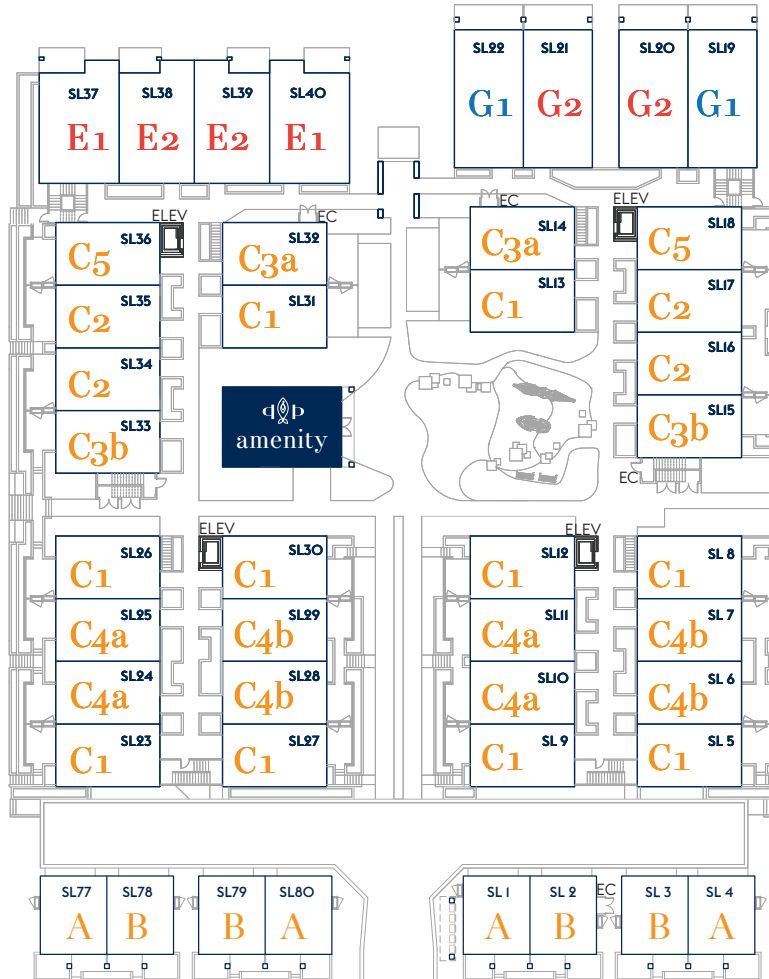 SL22 SL21 SL20 SL19
G1 G2 G2 G1
SL37 SL38 SL39 SL40
E1 E2 E2 E1
ELEV EC EC ELEV
SL36 SL32 SL14 SL18
C5 C3a C3a C5
SL35 SL31 SL13 SL17
C2 C1 C1 C2
SL34 SL16
C2 C2
SL33 SL15
C3b C3b
amenity
EC
ELEV ELEV
SL26 SL30 SL12 SL 8
C1 C1 C1 C1
SL25 SL29 SL11 SL 7
C4a C4b C4a C4b
SL24 SL28 SL10 SL 6
C4a C4b C4a C4b
SL23 SL27 SL 9 SL 5
C1 C1 C1 C1
SL77 SL78 SL79 SL80 SL 1 SL 2 EC SL 3 SL 4
A B B A A B B A